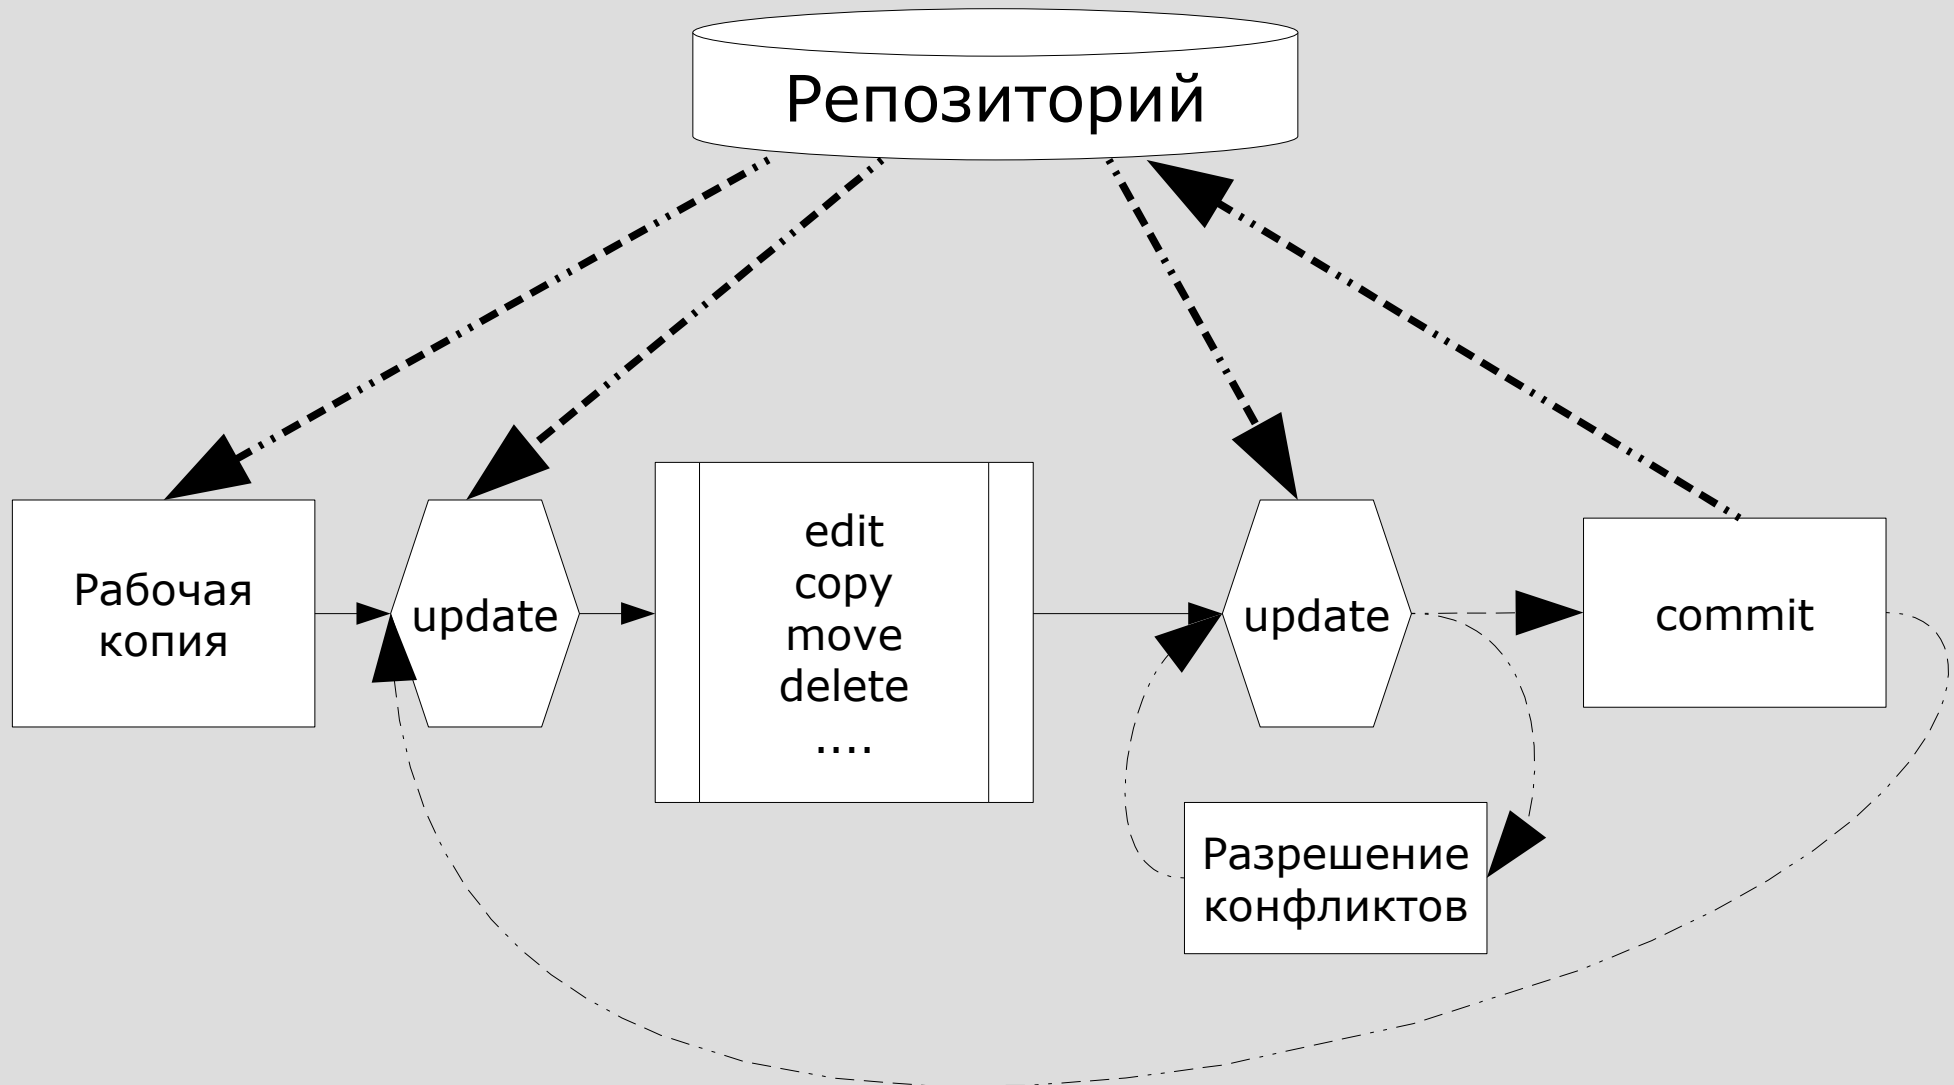 Репозиторий
Рабочая
копия
update
edit
copy
move
delete
....
update
commit
Разрешение
конфликтов